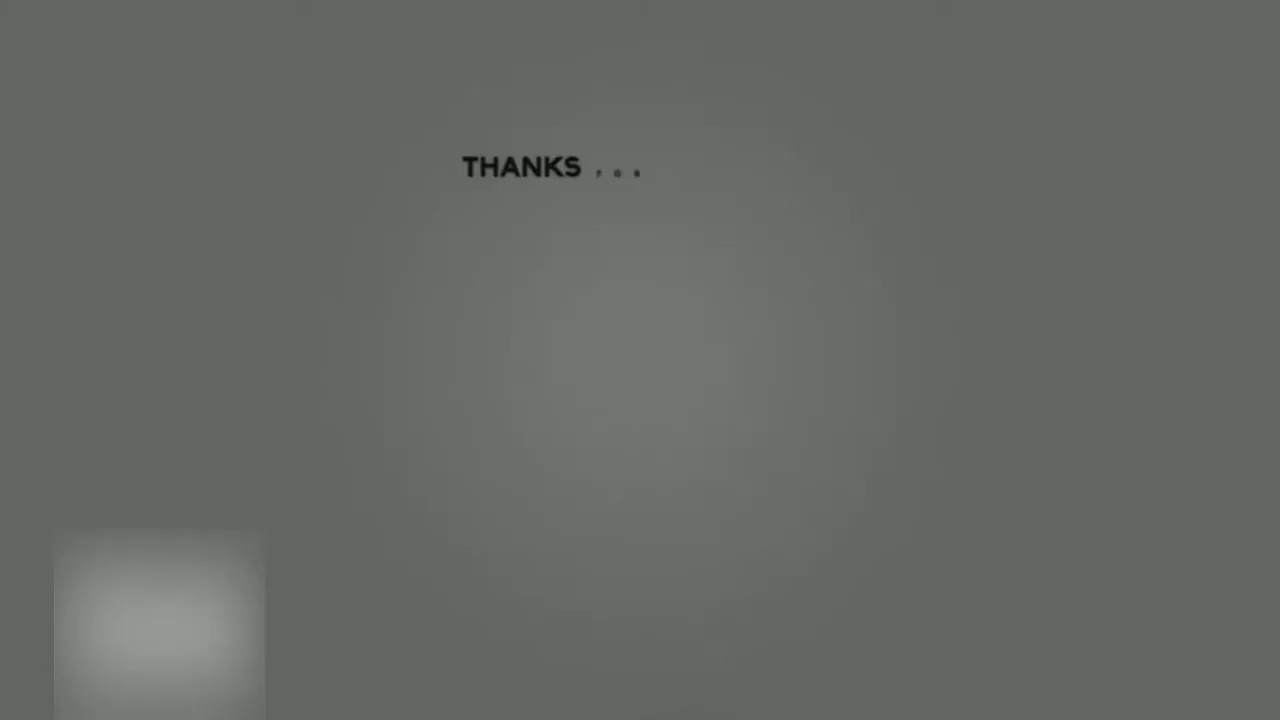 THANKS . . .